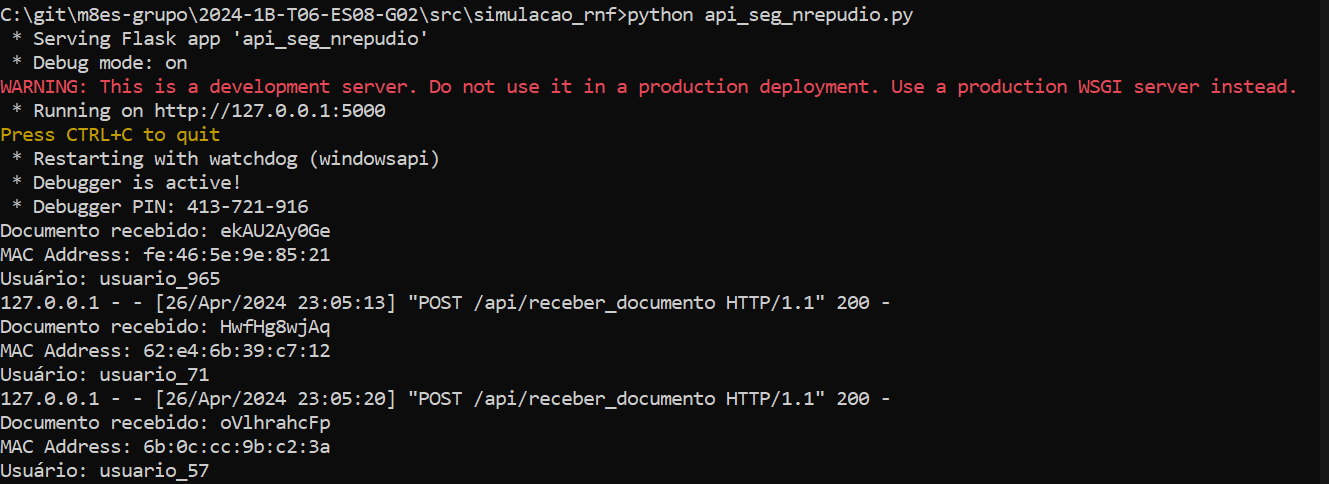 C:\git\m8es-grupo\2024-1B-T06-ES08-G02\src\simulacao_rnf>python api_seg_nrepudio.py
 * Serving Flask app 'api_seg_nrepudio'
 * Debug mode: on
WARNING: This is a development server. Do not use it in a production deployment. Use a production WSGI server instead.
 * Running on http://127.0.0.1:5000
Press CTRL+C to quit
 * Restarting with watchdog (windowsapi)
 * Debugger is active!
 * Debugger PIN: 413-721-916
Documento recebido: ekAU2Ay0Ge
MAC Address: fe:46:5e:9e:85:21
Usuário: usuario_965
127.0.0.1 - - [26/Apr/2024 23:05:13] "POST /api/receber_documento HTTP/1.1" 200 -
Documento recebido: HwfHg8wjAq
MAC Address: 62:e4:6b:39:c7:12
Usuário: usuario_71
127.0.0.1 - - [26/Apr/2024 23:05:20] "POST /api/receber_documento HTTP/1.1" 200 -
Documento recebido: oVlhrahcFp
MAC Address: 6b:0c:cc:9b:c2:3a
Usuário: usuario_57